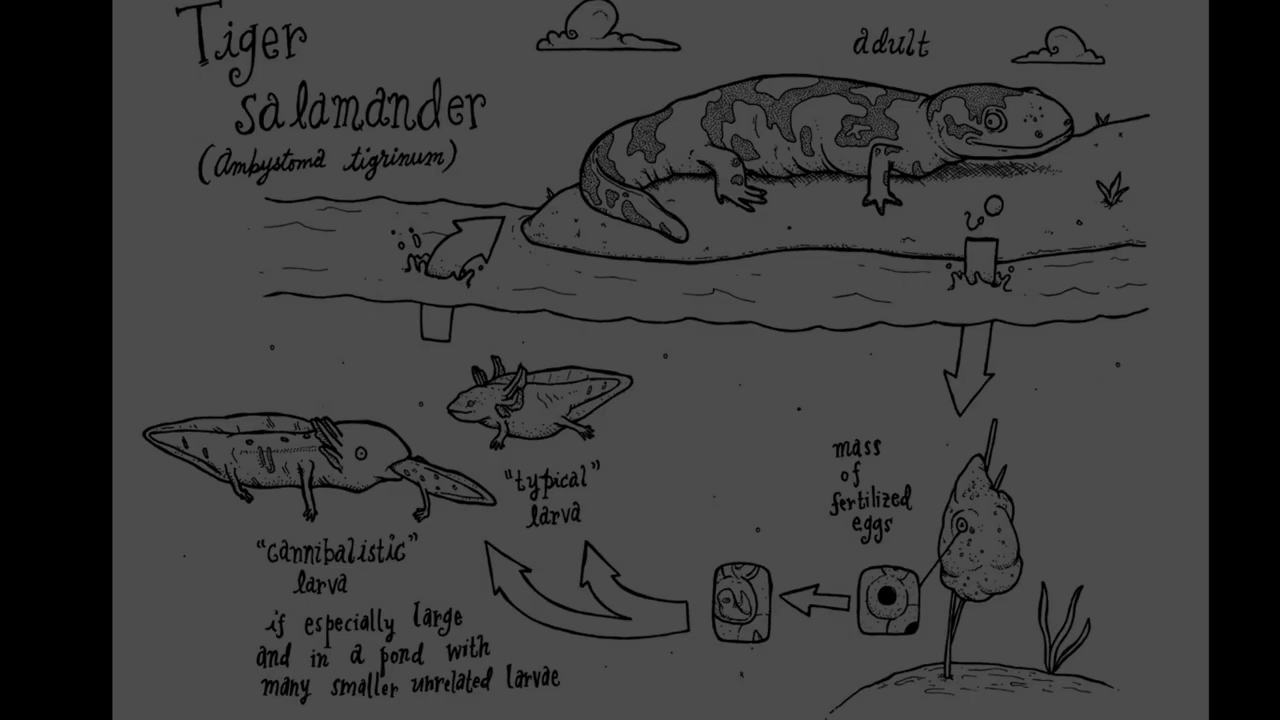 Tiger
salamander
(Ambystoma tigrinum)
adult
mass
of
fertilized
eggs
"typical"
larva
"cannibalistic"
larva
if especially large
and in a pond with
many smaller unrelated larvae